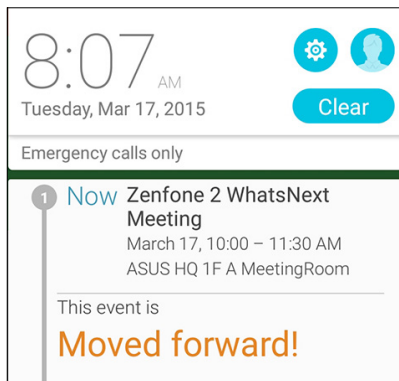 8:07 AM
Tuesday, Mar 17, 2015
Clear
Emergency calls only
1 Now Zenfone 2 WhatsNext
Meeting
March 17, 10:00 – 11:30 AM
ASUS HQ 1F A MeetingRoom
This event is
Moved forward!